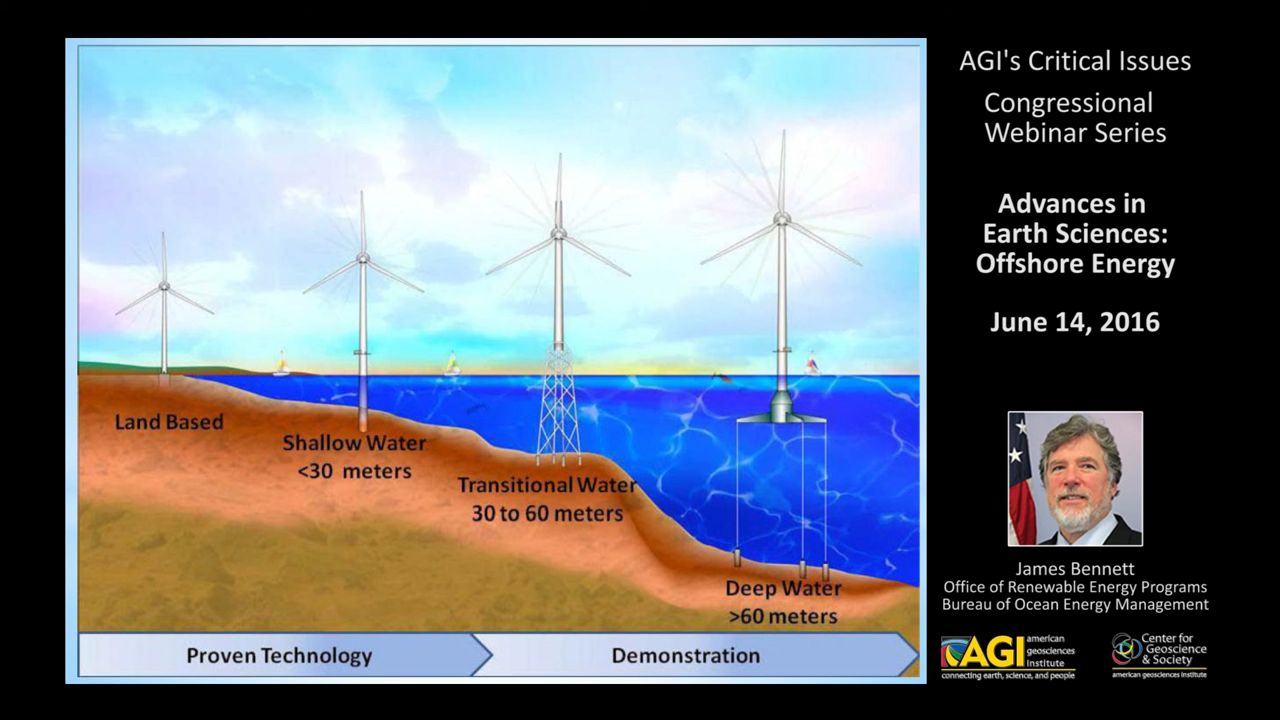 Land Based
Shallow Water
<30 meters
Transitional Water
30 to 60 meters
Deep Water
>60 meters
Proven Technology
Demonstration
AGI's Critical Issues
Congressional
Webinar Series
Advances in
Earth Sciences:
Offshore Energy
June 14, 2016
James Bennett
Office of Renewable Energy Programs
Bureau of Ocean Energy Management
AGI
american
geosciences
institute
connecting earth, science, and people
Center for
Geoscience
& Society
american geosciences institute